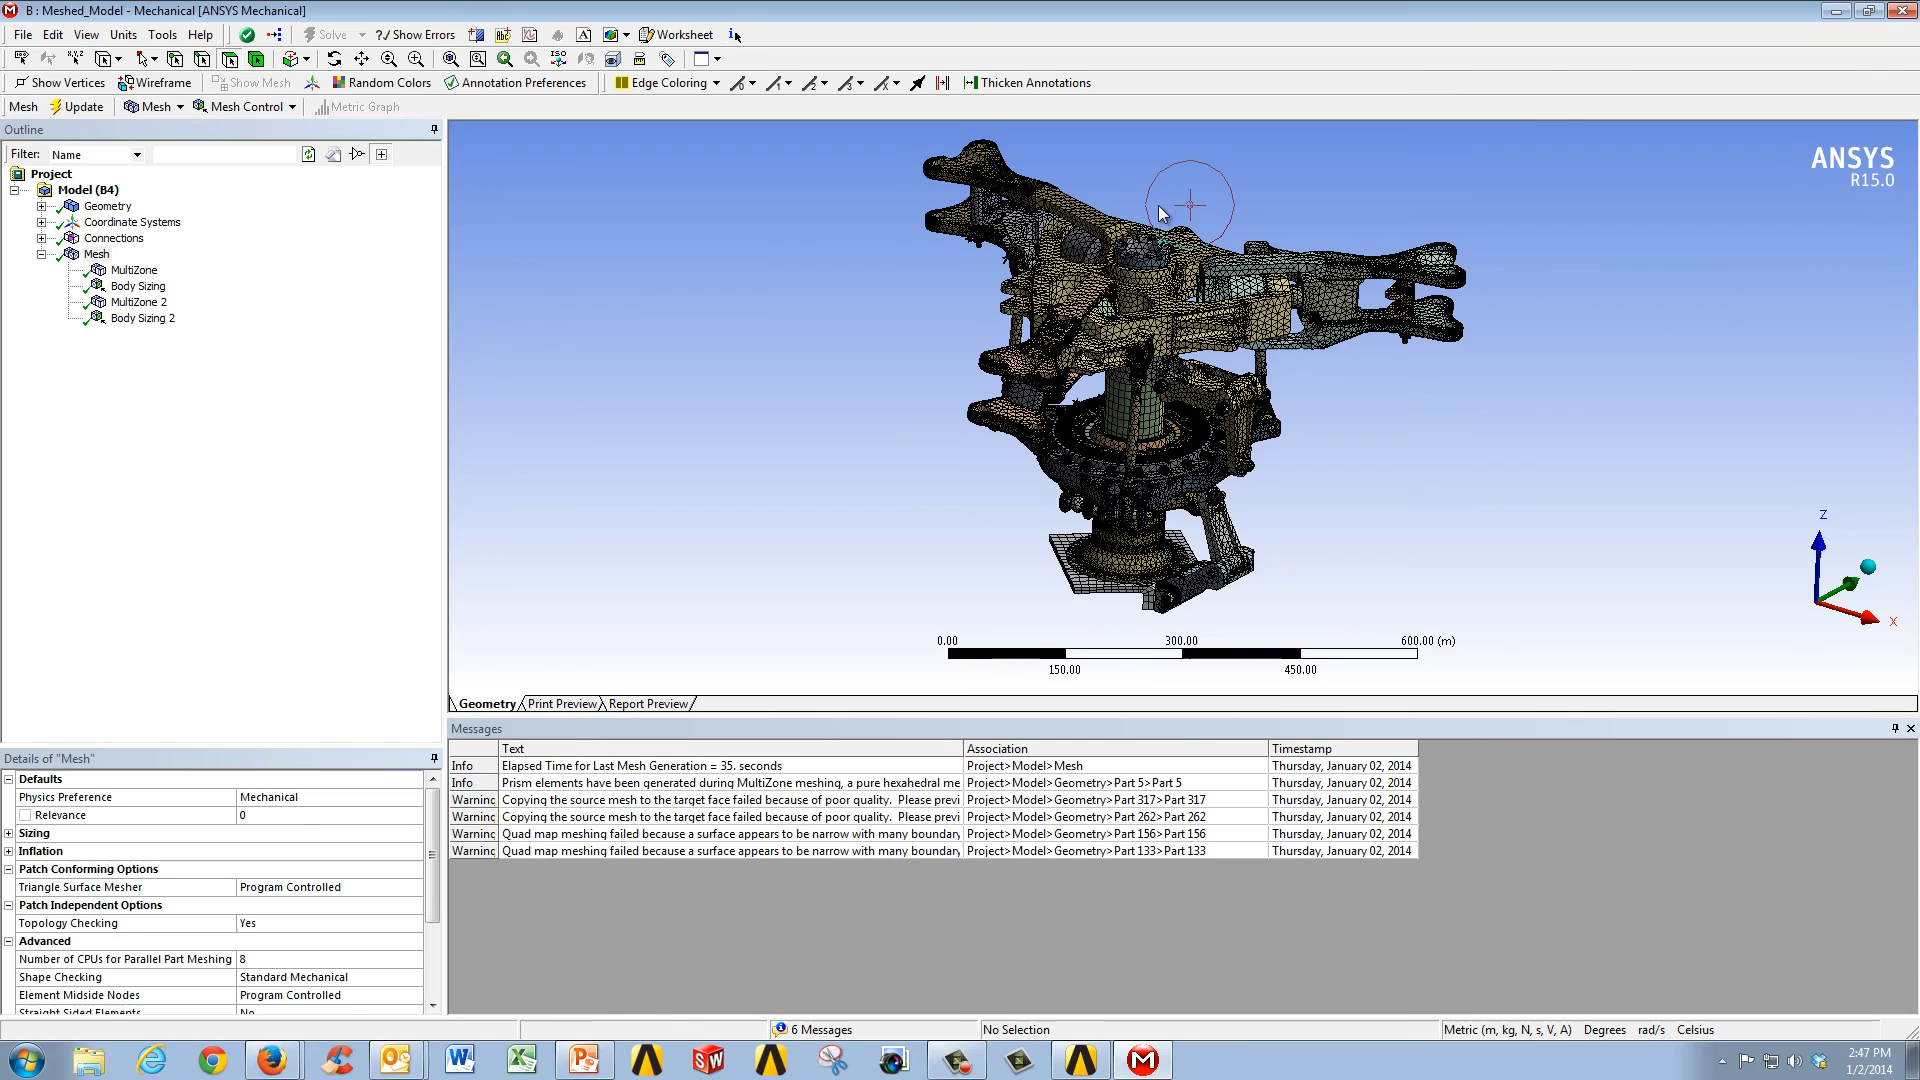 B : Meshed_Model - Mechanical [ANSYS Mechanical]
File Edit View Units Tools Help Solve ?/ Show Errors Worksheet
Show Vertices Wireframe Show Mesh Random Colors Annotation Preferences Edge Coloring Thicken Annotations
Mesh Update Mesh Mesh Control Metric Graph
Outline
Filter: Name
Project
Model (B4)
Geometry
Coordinate Systems
Connections
Mesh
MultiZone
Body Sizing
MultiZone 2
Body Sizing 2
ANSYS
R15.0
Z
X
0.00 300.00 600.00 (m)
150.00 450.00
Geometry Print Preview Report Preview
Details of "Mesh"
Defaults
Physics Preference Mechanical
Relevance 0
Sizing
Inflation
Patch Conforming Options
Triangle Surface Mesher Program Controlled
Patch Independent Options
Topology Checking Yes
Advanced
Number of CPUs for Parallel Part Meshing 8
Shape Checking Standard Mechanical
Element Midside Nodes Program Controlled
Straight Sided Elements No
Messages
Text Association Timestamp
Info Elapsed Time for Last Mesh Generation = 35. seconds Project>Model>Mesh Thursday, January 02, 2014
Info Prism elements have been generated during MultiZone meshing, a pure hexahedral me Project>Model>Geometry>Part 5>Part 5 Thursday, January 02, 2014
Warning Copying the source mesh to the target face failed because of poor quality. Please previ Project>Model>Geometry>Part 317>Part 317 Thursday, January 02, 2014
Warning Copying the source mesh to the target face failed because of poor quality. Please previ Project>Model>Geometry>Part 262>Part 262 Thursday, January 02, 2014
Warning Quad map meshing failed because a surface appears to be narrow with many boundary Project>Model>Geometry>Part 156>Part 156 Thursday, January 02, 2014
Warning Quad map meshing failed because a surface appears to be narrow with many boundary Project>Model>Geometry>Part 133>Part 133 Thursday, January 02, 2014
6 Messages No Selection Metric (m, kg, N, s, V, A) Degrees rad/s Celsius
2:47 PM
1/2/2014